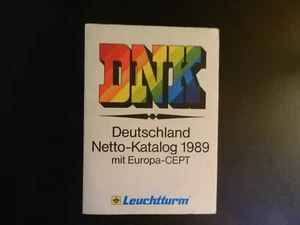 DNK
Deutschland
Netto-Katalog 1989
mit Europa-CEPT
Leuchtturm